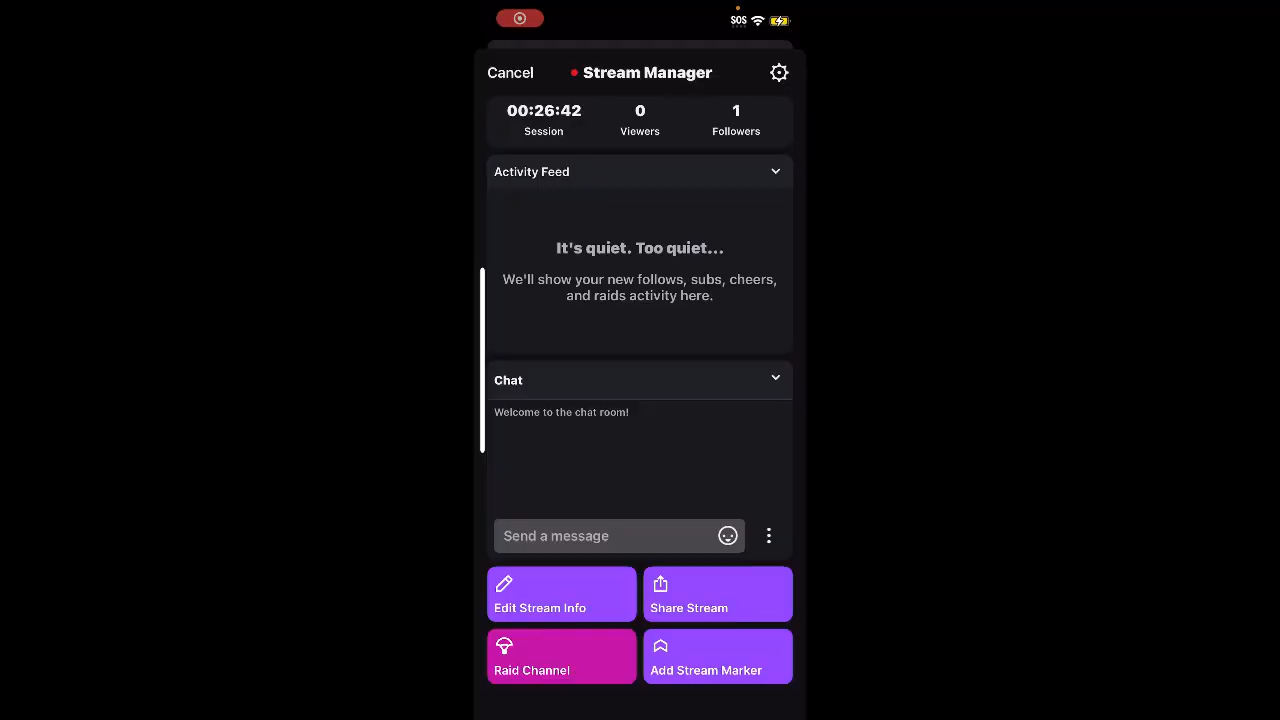 SOS
Cancel
Stream Manager
00:26:42
0
1
Session
Viewers
Followers
Activity Feed
It's quiet. Too quiet...
We'll show your new follows, subs, cheers,
and raids activity here.
Chat
Welcome to the chat room!
Send a message
Edit Stream Info
Share Stream
Raid Channel
Add Stream Marker